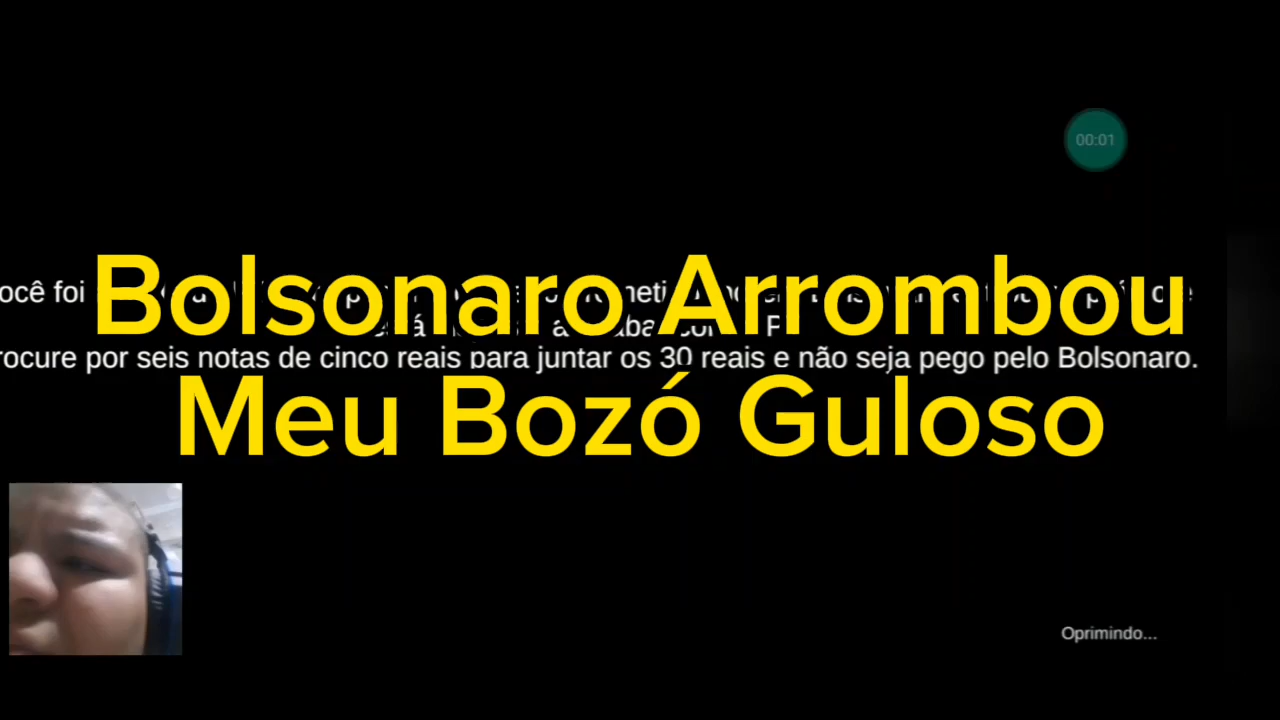 00:01
Bolsonaro Arrombou
Meu Bozó Guloso
ocê foi
rocure por seis notas de cinco reais para juntar os 30 reais e não seja pego pelo Bolsonaro.
Oprimindo...